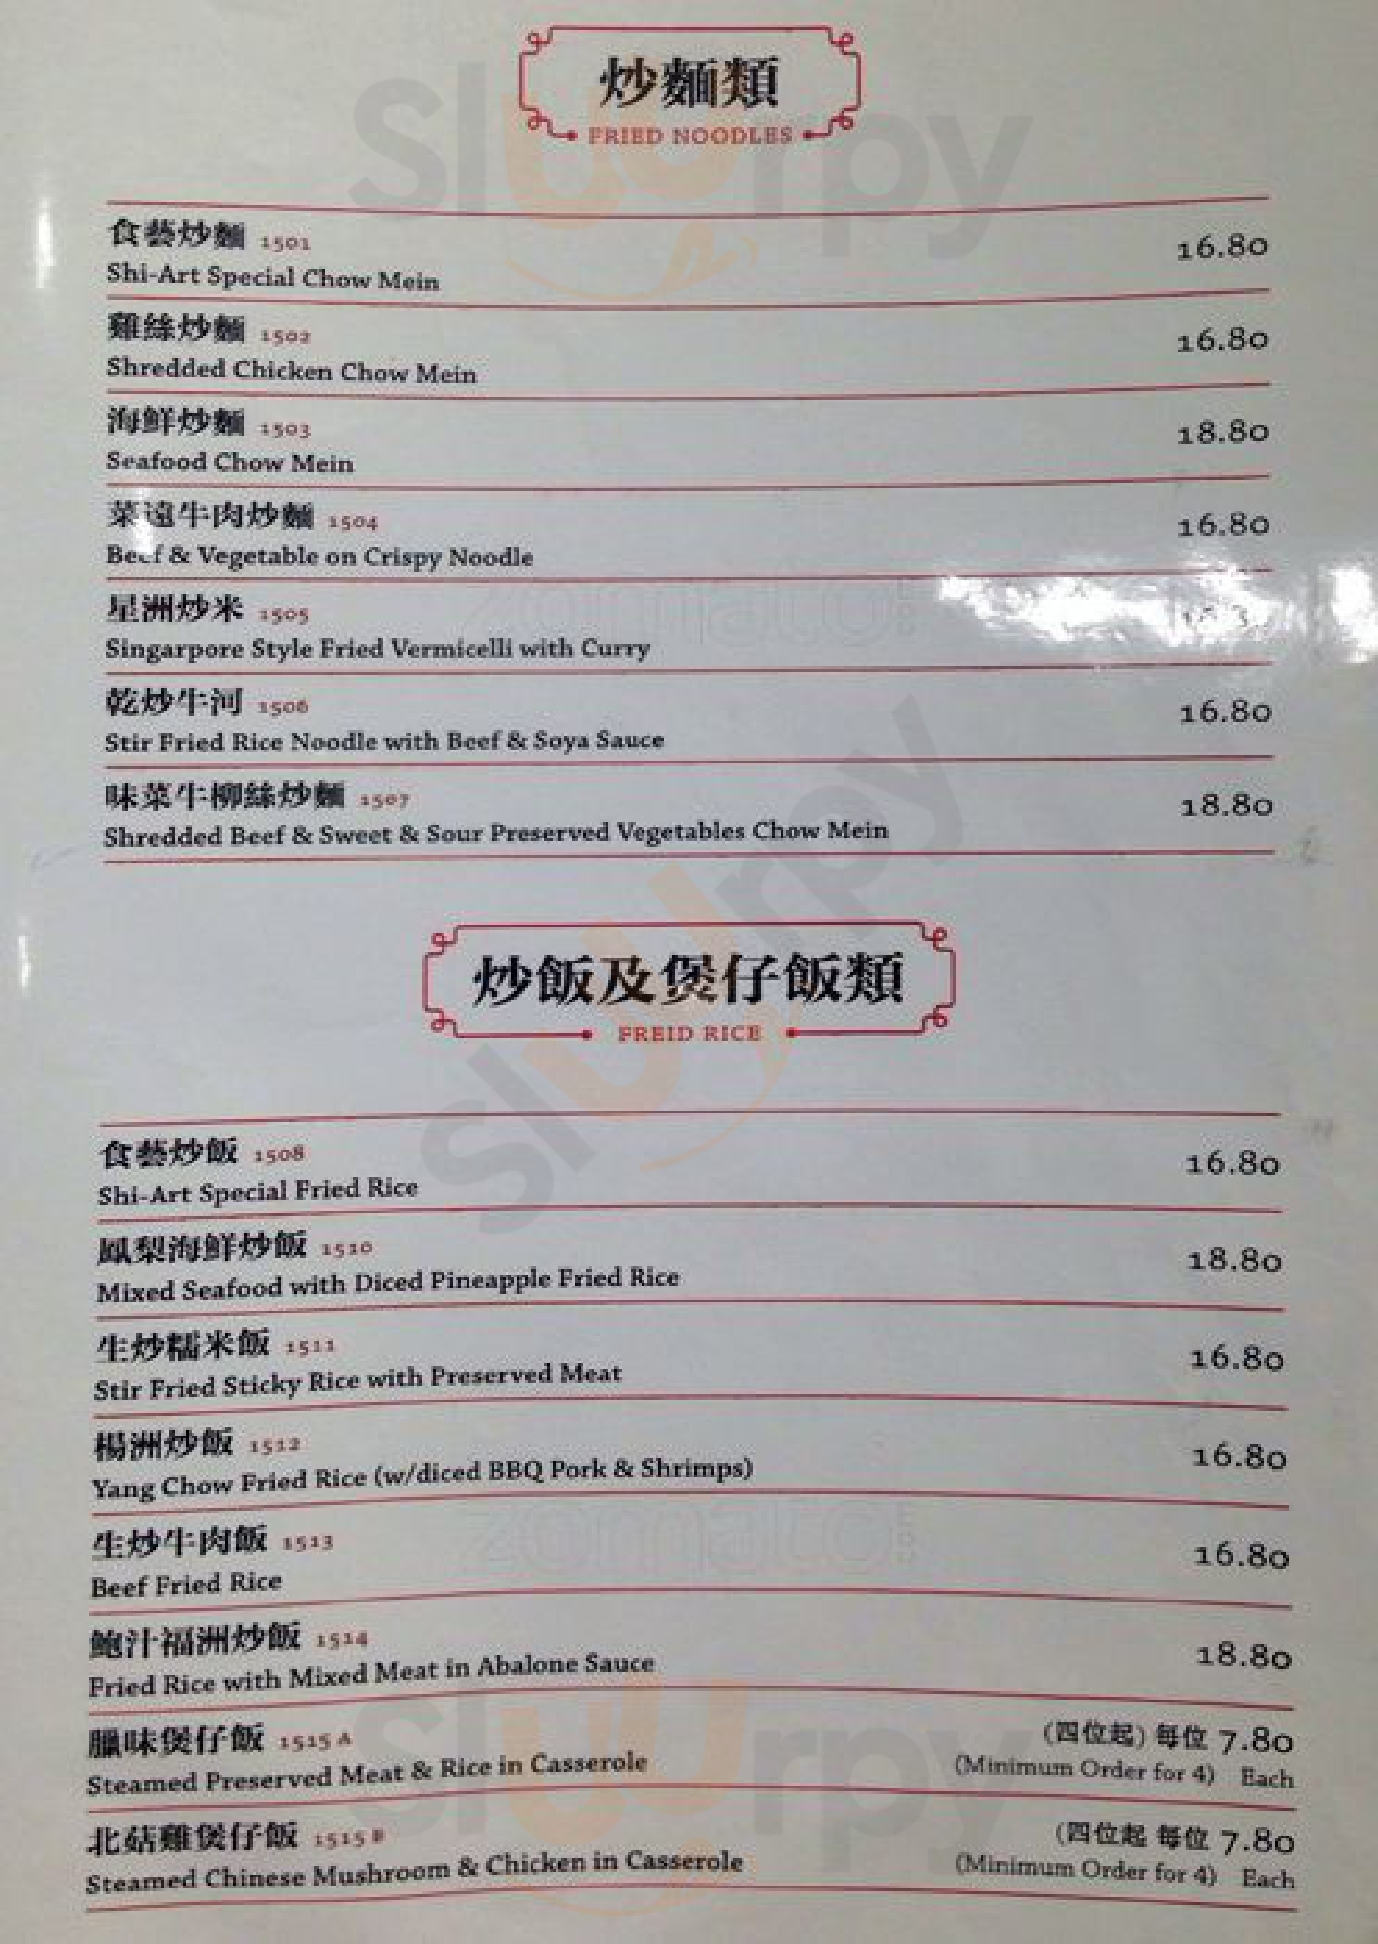 炒麵類
FRIED NOODLES
食藝炒麵 1501
16.80
Shi-Art Special Chow Mein
雞絲炒麵 1502
16.80
Shredded Chicken Chow Mein
海鮮炒麵 1503
18.80
Seafood Chow Mein
菜遠牛肉炒麵 1504
16.80
Beef & Vegetable on Crispy Noodle
星洲炒米 1505
Singarpore Style Fried Vermicelli with Curry
乾炒牛河 1506
16.80
Stir Fried Rice Noodle with Beef & Soya Sauce
味菜牛柳絲炒麵 1507
18.80
Shredded Beef & Sweet & Sour Preserved Vegetables Chow Mein
炒飯及煲仔飯類
FREID RICE
食藝炒飯 1508
16.80
Shi-Art Special Fried Rice
鳳梨海鮮炒飯 1510
18.80
Mixed Seafood with Diced Pineapple Fried Rice
生炒糯米飯 1511
16.80
Stir Fried Sticky Rice with Preserved Meat
楊洲炒飯 1512
16.80
Yang Chow Fried Rice (w/diced BBQ Pork & Shrimps)
生炒牛肉飯 1513
16.80
Beef Fried Rice
鮑汁福洲炒飯 1514
18.80
Fried Rice with Mixed Meat in Abalone Sauce
臘味煲仔飯 1515 A
(四位起) 每位 7.80
Steamed Preserved Meat & Rice in Casserole
(Minimum Order for 4) Each
北菇雞煲仔飯 1515 B
(四位起 每位 7.80
Steamed Chinese Mushroom & Chicken in Casserole
(Minimum Order for 4) Each
Sluurpy
Sluurpy
Sluurpy
zomato
zomato